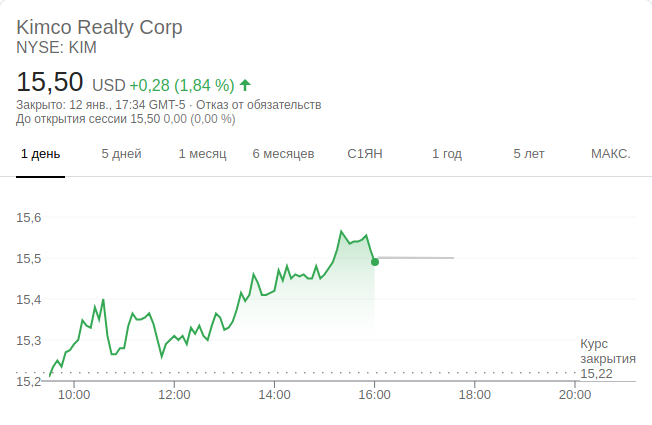 Kimco Realty Corp
NYSE: KIM
15,50 USD +0,28 (1,84 %)
Закрыто: 12 янв., 17:34 GMT-5 · Отказ от обязательств
До открытия сессии 15,50 0,00 (0,00 %)
1 день 5 дней 1 месяц 6 месяцев С1ЯН 1 год 5 лет МАКС.
15,6
15,5
15,4
15,3
15,2
Курс
закрытия
15,22
10:00 12:00 14:00 16:00 18:00 20:00